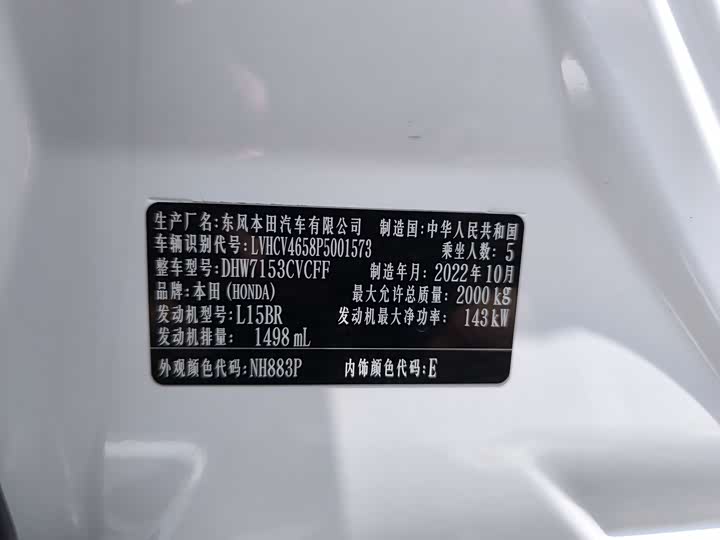 生产厂名:东风本田汽车有限公司 制造国:中华人民共和国
车辆识别代号:LVHCV4658P5001573 乘坐人数:5
整车型号:DHW7153CVCFF 制造年月:2022年10月
品牌:本田(HONDA) 最大允许总质量:2000kg
发动机型号:L15BR 发动机最大净功率:143kW
发动机排量:1498mL
外观颜色代码:NH883P 内饰颜色代码:E